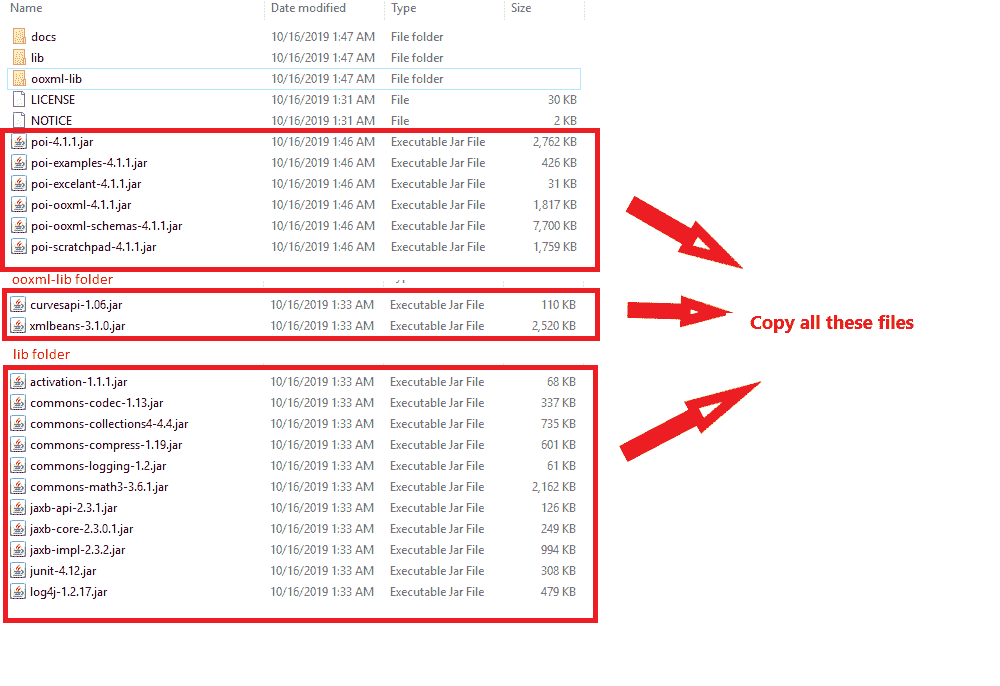 Name Date modified Type Size
docs 10/16/2019 1:47 AM File folder
lib 10/16/2019 1:47 AM File folder
ooxml-lib 10/16/2019 1:47 AM File folder
LICENSE 10/16/2019 1:31 AM File 30 KB
NOTICE 10/16/2019 1:31 AM File 2 KB
poi-4.1.1.jar 10/16/2019 1:46 AM Executable Jar File 2,762 KB
poi-examples-4.1.1.jar 10/16/2019 1:46 AM Executable Jar File 426 KB
poi-excelant-4.1.1.jar 10/16/2019 1:46 AM Executable Jar File 31 KB
poi-ooxml-4.1.1.jar 10/16/2019 1:46 AM Executable Jar File 1,817 KB
poi-ooxml-schemas-4.1.1.jar 10/16/2019 1:46 AM Executable Jar File 7,700 KB
poi-scratchpad-4.1.1.jar 10/16/2019 1:46 AM Executable Jar File 1,759 KB
ooxml-lib folder
curvesapi-1.06.jar 10/16/2019 1:33 AM Executable Jar File 110 KB
xmlbeans-3.1.0.jar 10/16/2019 1:33 AM Executable Jar File 2,520 KB
Copy all these files
lib folder
activation-1.1.1.jar 10/16/2019 1:33 AM Executable Jar File 68 KB
commons-codec-1.13.jar 10/16/2019 1:33 AM Executable Jar File 337 KB
commons-collections4-4.4.jar 10/16/2019 1:33 AM Executable Jar File 735 KB
commons-compress-1.19.jar 10/16/2019 1:33 AM Executable Jar File 601 KB
commons-logging-1.2.jar 10/16/2019 1:33 AM Executable Jar File 61 KB
commons-math3-3.6.1.jar 10/16/2019 1:33 AM Executable Jar File 2,162 KB
jaxb-api-2.3.1.jar 10/16/2019 1:33 AM Executable Jar File 126 KB
jaxb-core-2.3.0.1.jar 10/16/2019 1:33 AM Executable Jar File 249 KB
jaxb-impl-2.3.2.jar 10/16/2019 1:33 AM Executable Jar File 994 KB
junit-4.12.jar 10/16/2019 1:33 AM Executable Jar File 308 KB
log4j-1.2.17.jar 10/16/2019 1:33 AM Executable Jar File 479 KB